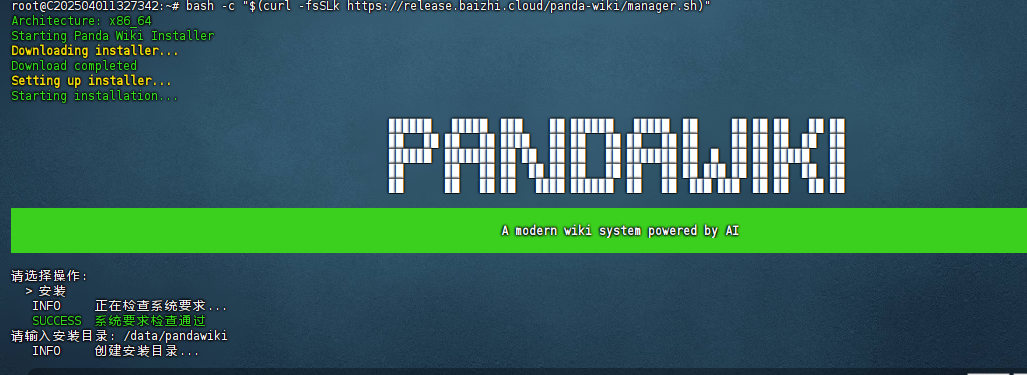 root@C202504011327342:~# bash -c "$(curl -fsSLk https://release.baizhi.cloud/panda-wiki/manager.sh)"
Architecture: x86_64
Starting Panda Wiki Installer
Downloading installer...
Download completed
Setting up installer...
Starting installation...
PANDAWIKI
A modern wiki system powered by AI
请选择操作:
> 安装
INFO 正在检查系统要求...
SUCCESS 系统要求检查通过
请输入安装目录: /data/pandawiki
INFO 创建安装目录...